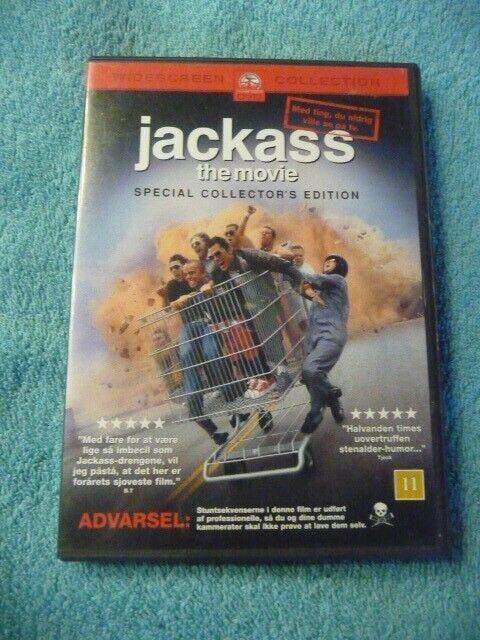 WIDESCREEN COLLECTION
Med ting, du aldrig
ville se på tv.
jackass
the movie
SPECIAL COLLECTOR'S EDITION
"Med fare for at være
lige så imbecil som
Jackass-drengene, vil
jeg påstå, at det her er
forårets sjoveste film."
B.T
"Halvanden times
uovertruffen
stenalder-humor..."
Tjeck
11
ADVARSEL:
Stuntsekvenserne i denne film er udført
af professionelle, så du og dine dumme
kammerater skal ikke prøve at lave dem selv.